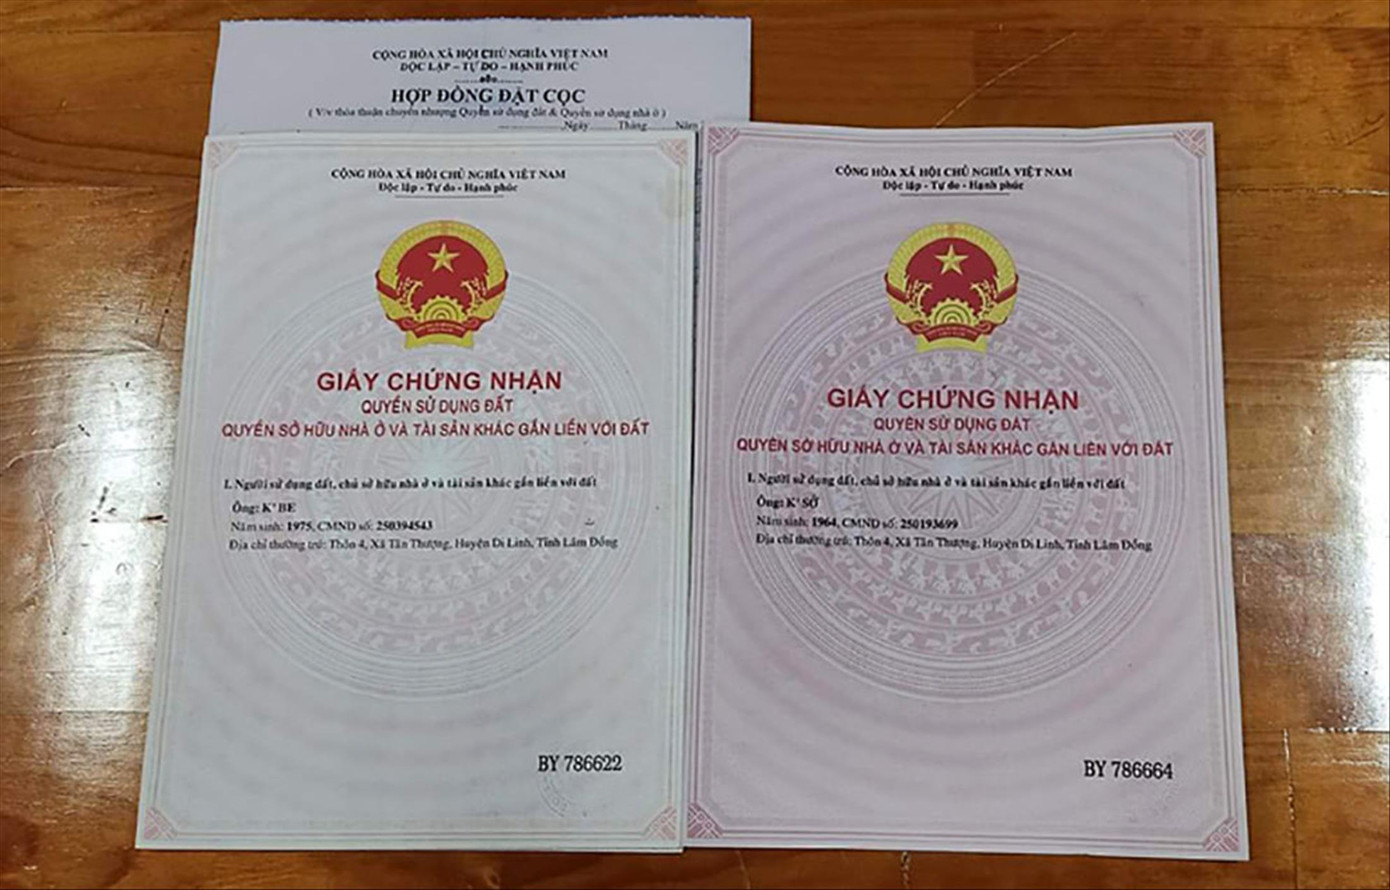 CỘNG HÒA XÃ HỘI CHỦ NGHĨA VIỆT NAM
ĐỘC LẬP – TỰ DO – HẠNH PHÚC
HỢP ĐỒNG ĐẶT CỌC
( V/v thỏa thuận chuyển nhượng Quyền sử dụng đất & Quyền sử dụng nhà ở )
Ngày Tháng Năm
CỘNG HÒA XÃ HỘI CHỦ NGHĨA VIỆT NAM
Độc lập - Tự do - Hạnh phúc
GIẤY CHỨNG NHẬN
QUYỀN SỬ DỤNG ĐẤT
QUYỀN SỞ HỮU NHÀ Ở VÀ TÀI SẢN KHÁC GẮN LIỀN VỚI ĐẤT
I. Người sử dụng đất, chủ sở hữu nhà ở và tài sản khác gắn liền với đất
Ông: K' BE
Năm sinh: 1975, CMND số: 250394543
Địa chỉ thường trú: Thôn 4, Xã Tân Thượng, Huyện Di Linh, Tỉnh Lâm Đồng
BY 786622
CỘNG HÒA XÃ HỘI CHỦ NGHĨA VIỆT NAM
Độc lập - Tự do - Hạnh phúc
GIẤY CHỨNG NHẬN
QUYỀN SỬ DỤNG ĐẤT
QUYỀN SỞ HỮU NHÀ Ở VÀ TÀI SẢN KHÁC GẮN LIỀN VỚI ĐẤT
I. Người sử dụng đất, chủ sở hữu nhà ở và tài sản khác gắn liền với đất
Ông: K' SỞ
Năm sinh: 1964, CMND số: 250193699
Địa chỉ thường trú: Thôn 4, Xã Tân Thượng, Huyện Di Linh, Tỉnh Lâm Đồng
BY 786664